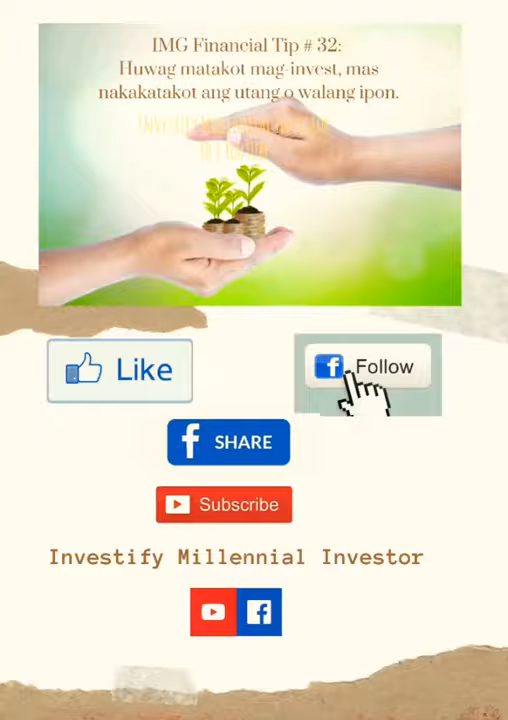 IMG Financial Tip # 32:
Huwag matakot mag-invest, mas
nakakatakot ang utang o walang ipon.
Like
Follow
SHARE
Subscribe
Investify Millennial Investor